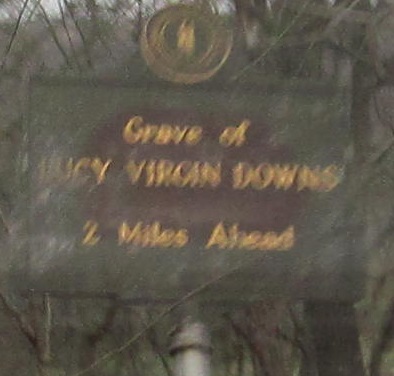 Grave of
LUCY VIRGIN DOWNS
2 Miles Ahead